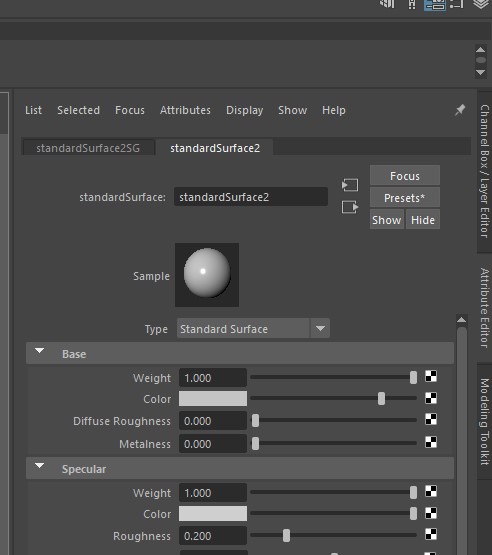 List Selected Focus Attributes Display Show Help
standardSurface2SG standardSurface2
Focus
standardSurface: standardSurface2
Presets*
Show Hide
Sample
Type Standard Surface
Base
Weight 1.000
Color
Diffuse Roughness 0.000
Metalness 0.000
Specular
Weight 1.000
Color
Roughness 0.200
Channel Box / Layer Editor
Attribute Editor
Modeling Toolkit